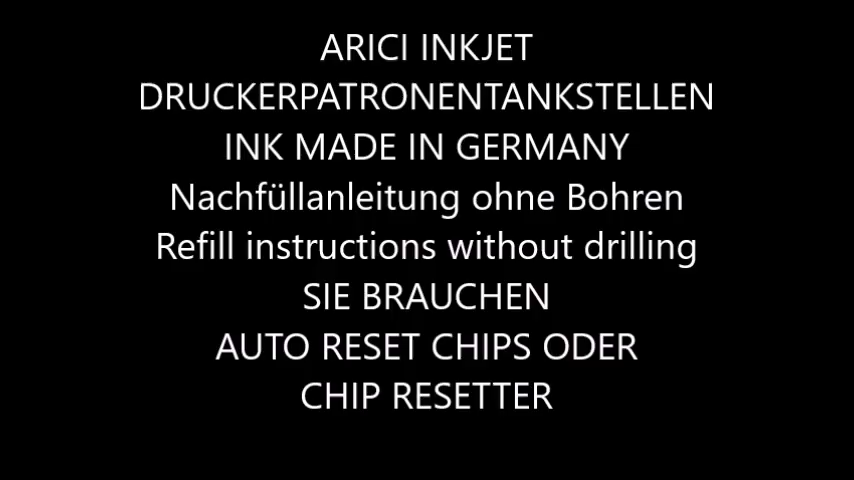 ARICI INKJET
DRUCKERPATRONENTANKSTELLEN
INK MADE IN GERMANY
Nachfüllanleitung ohne Bohren
Refill instructions without drilling
SIE BRAUCHEN
AUTO RESET CHIPS ODER
CHIP RESETTER